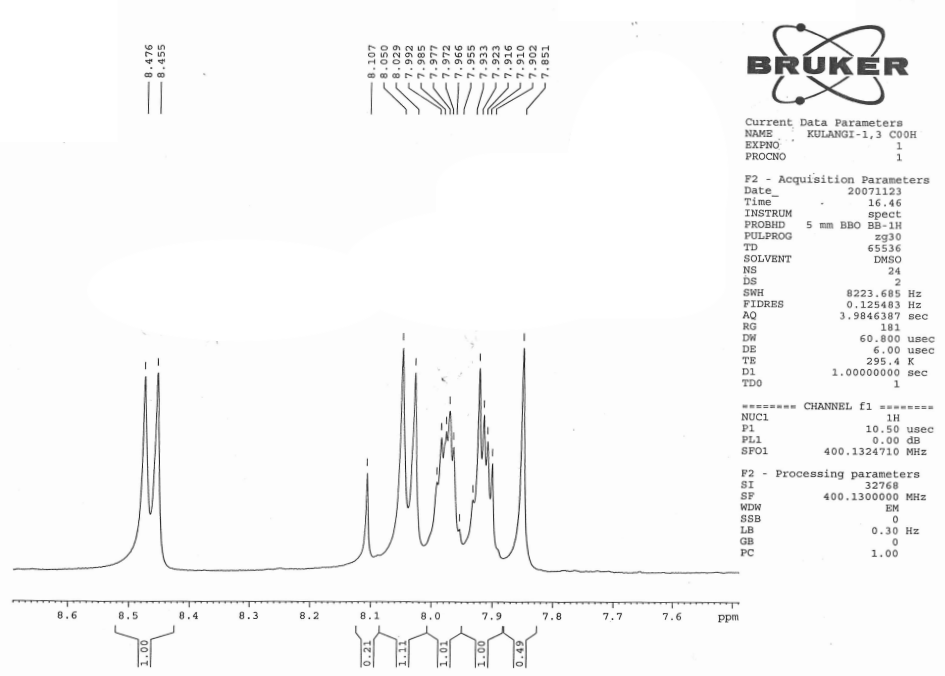 8.476
8.455
8.107
8.050
8.029
7.992
7.985
7.977
7.972
7.966
7.955
7.933
7.923
7.916
7.910
7.902
7.851
BRUKER
Current Data Parameters
NAME KULANGI-1,3 COOH
EXPNO 1
PROCNO 1
F2 - Acquisition Parameters
Date_ 20071123
Time 16.46
INSTRUM spect
PROBHD 5 mm BBO BB-1H
PULPROG zg30
TD 65536
SOLVENT DMSO
NS 24
DS 2
SWH 8223.685 Hz
FIDRES 0.125483 Hz
AQ 3.9846387 sec
RG 181
DW 60.800 usec
DE 6.00 usec
TE 295.4 K
D1 1.00000000 sec
TD0 1
======== CHANNEL f1 ========
NUC1 1H
P1 10.50 usec
PL1 0.00 dB
SFO1 400.1324710 MHz
F2 - Processing parameters
SI 32768
SF 400.1300000 MHz
WDW EM
SSB 0
LB 0.30 Hz
GB 0
PC 1.00
8.6 8.5 8.4 8.3 8.2 8.1 8.0 7.9 7.8 7.7 7.6 ppm
1.00
0.21
1.11
1.01
1.00
0.49